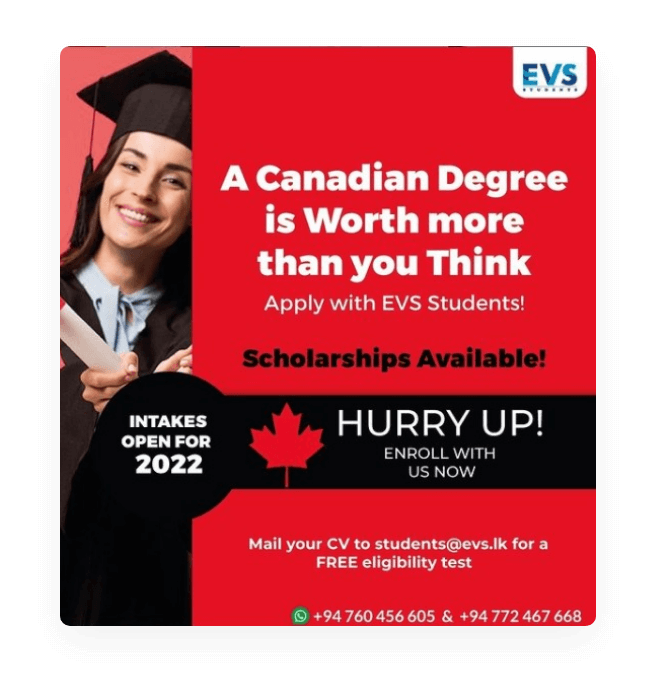 EVS
STUDENTS
A Canadian Degree
is Worth more
than you Think
Apply with EVS Students!
Scholarships Available!
INTAKES
OPEN FOR
2022
HURRY UP!
ENROLL WITH
US NOW
Mail your CV to students@evs.lk for a
FREE eligibility test
+94 760 456 605 & +94 772 467 668